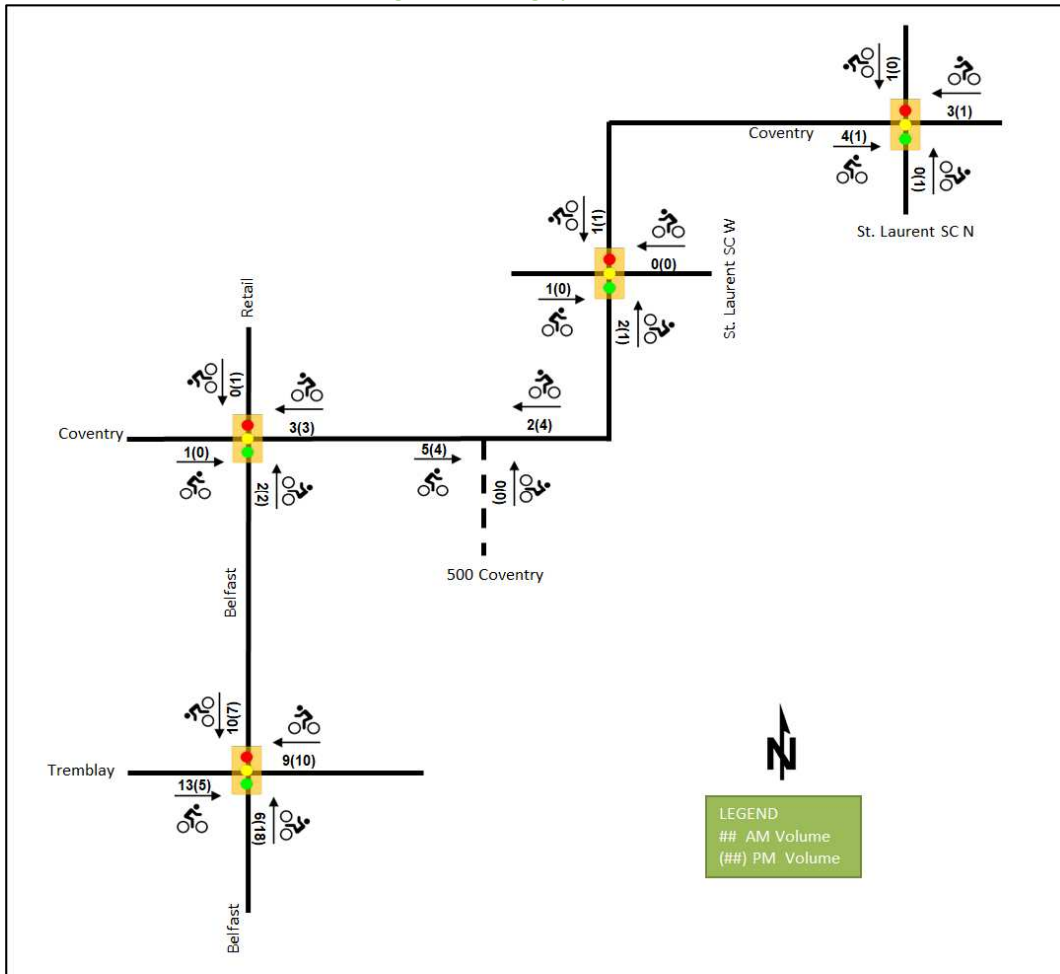 1(0)
3(1)
Coventry
4(1)
0(1)
St. Laurent SC N
1(1)
0(0)
St. Laurent SC W
1(0)
2(1)
Retail
0(1)
3(3)
2(4)
Coventry
1(0)
2(2)
5(4)
0(0)
500 Coventry
Belfast
10(7)
9(10)
Tremblay
13(5)
6(18)
Belfast
N
LEGEND
## AM Volume
(##) PM Volume